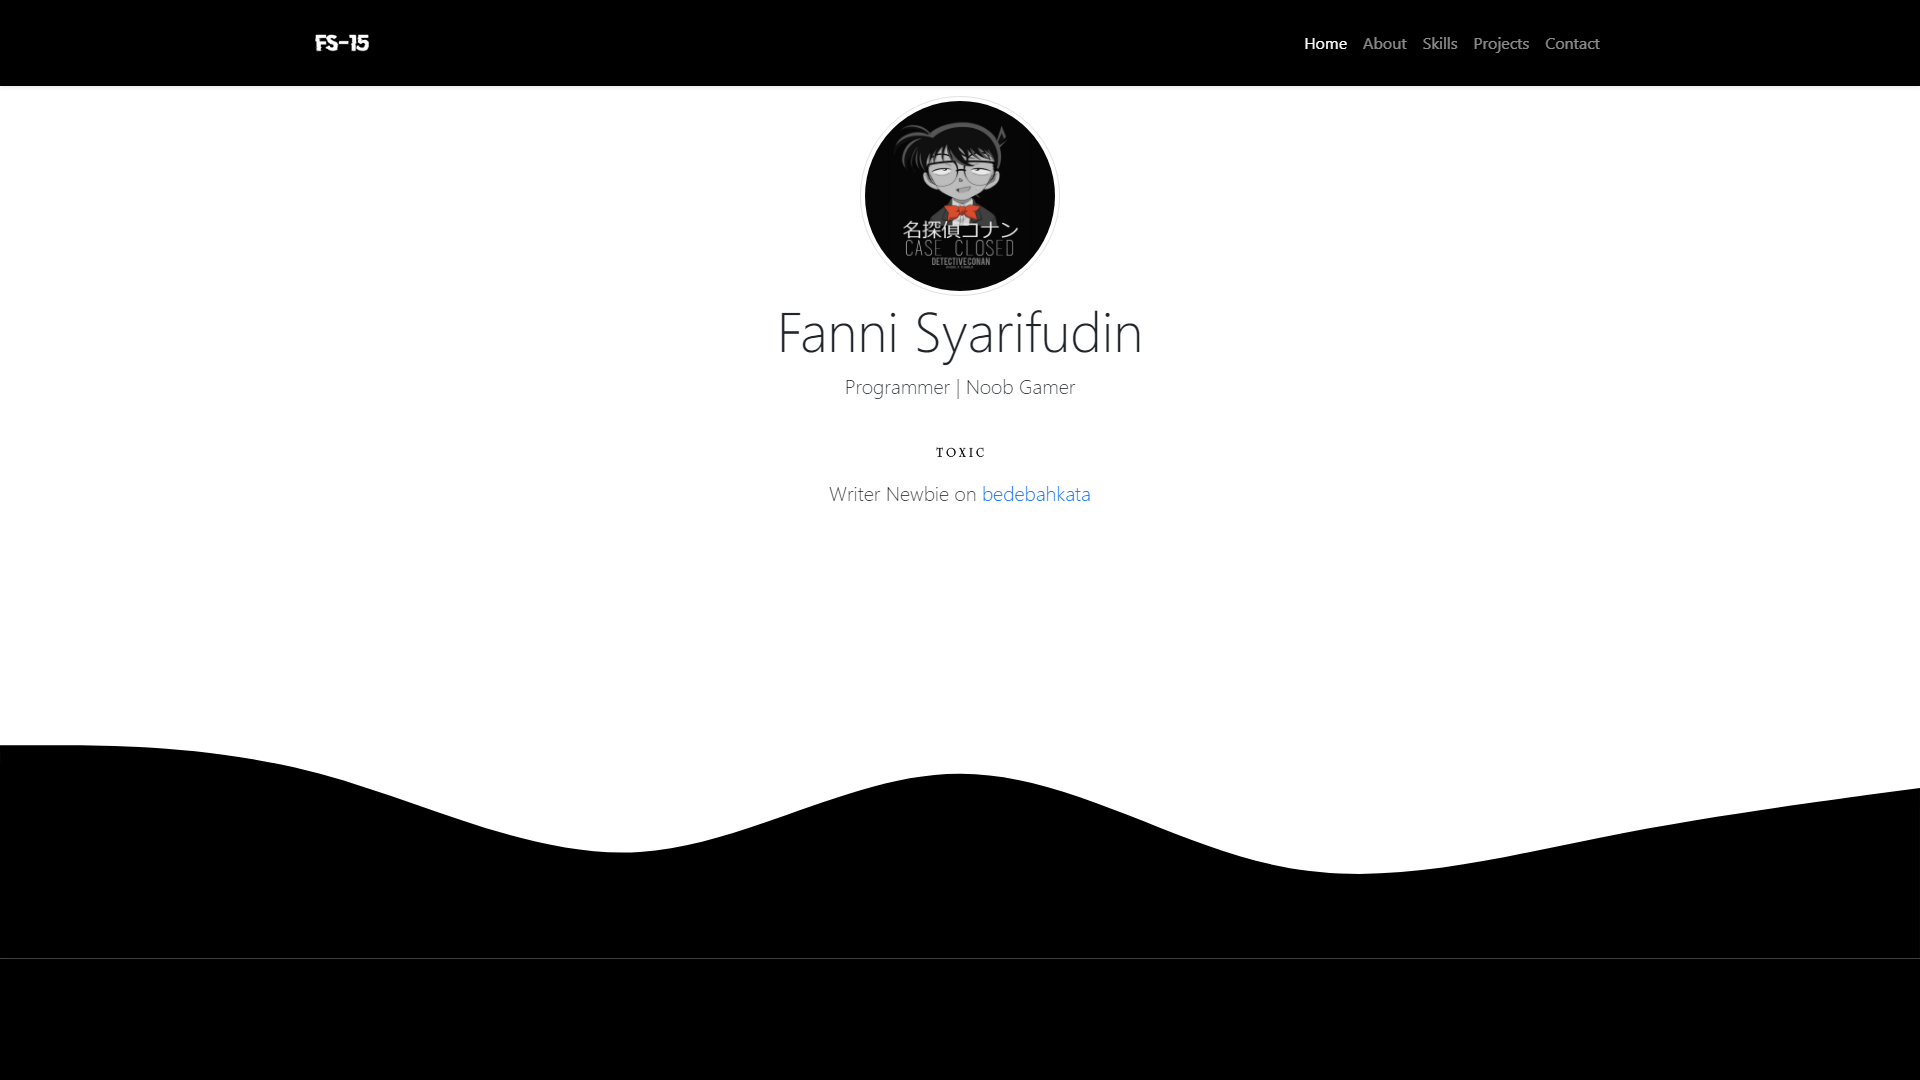 FS-15
Home About Skills Projects Contact
名探偵コナン
CASE CLOSED
DETECTIVE CONAN
Fanni Syarifudin
Programmer | Noob Gamer
TOXIC
Writer Newbie on bedebahkata